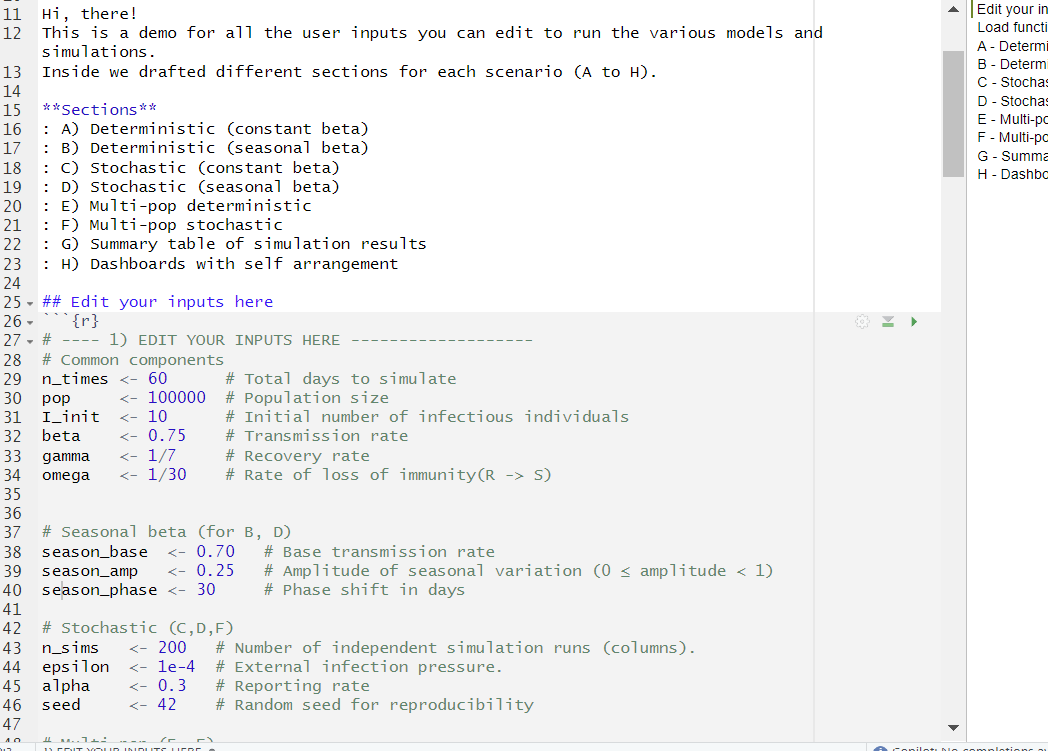 11 Hi, there!
12 This is a demo for all the user inputs you can edit to run the various models and
simulations.
13 Inside we drafted different sections for each scenario (A to H).
14
15 **Sections**
16 : A) Deterministic (constant beta)
17 : B) Deterministic (seasonal beta)
18 : C) Stochastic (constant beta)
19 : D) Stochastic (seasonal beta)
20 : E) Multi-pop deterministic
21 : F) Multi-pop stochastic
22 : G) Summary table of simulation results
23 : H) Dashboards with self arrangement
24
25 ## Edit your inputs here
26 ```{r}
27 # ---- 1) EDIT YOUR INPUTS HERE -------------------
28 # Common components
29 n_times <- 60 # Total days to simulate
30 pop <- 100000 # Population size
31 I_init <- 10 # Initial number of infectious individuals
32 beta <- 0.75 # Transmission rate
33 gamma <- 1/7 # Recovery rate
34 omega <- 1/30 # Rate of loss of immunity(R -> S)
35
36
37 # Seasonal beta (for B, D)
38 season_base <- 0.70 # Base transmission rate
39 season_amp <- 0.25 # Amplitude of seasonal variation (0 ≤ amplitude < 1)
40 season_phase <- 30 # Phase shift in days
41
42 # Stochastic (C,D,F)
43 n_sims <- 200 # Number of independent simulation runs (columns).
44 epsilon <- 1e-4 # External infection pressure.
45 alpha <- 0.3 # Reporting rate
46 seed <- 42 # Random seed for reproducibility
47
Edit your in
Load functi
A - Determi
B - Determi
C - Stochas
D - Stochas
E - Multi-po
F - Multi-po
G - Summa
H - Dashbo